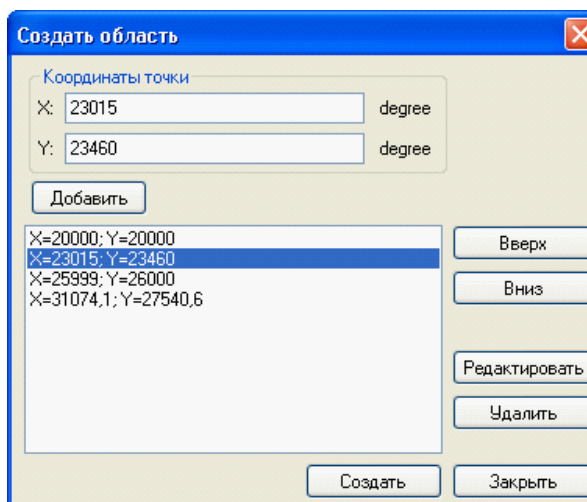 Создать область
Координаты точки
X: 23015 degree
Y: 23460 degree
Добавить
X=20000; Y=20000
X=23015; Y=23460
X=25999; Y=26000
X=31074,1; Y=27540,6
Вверх
Вниз
Редактировать
Удалить
Создать
Закрыть